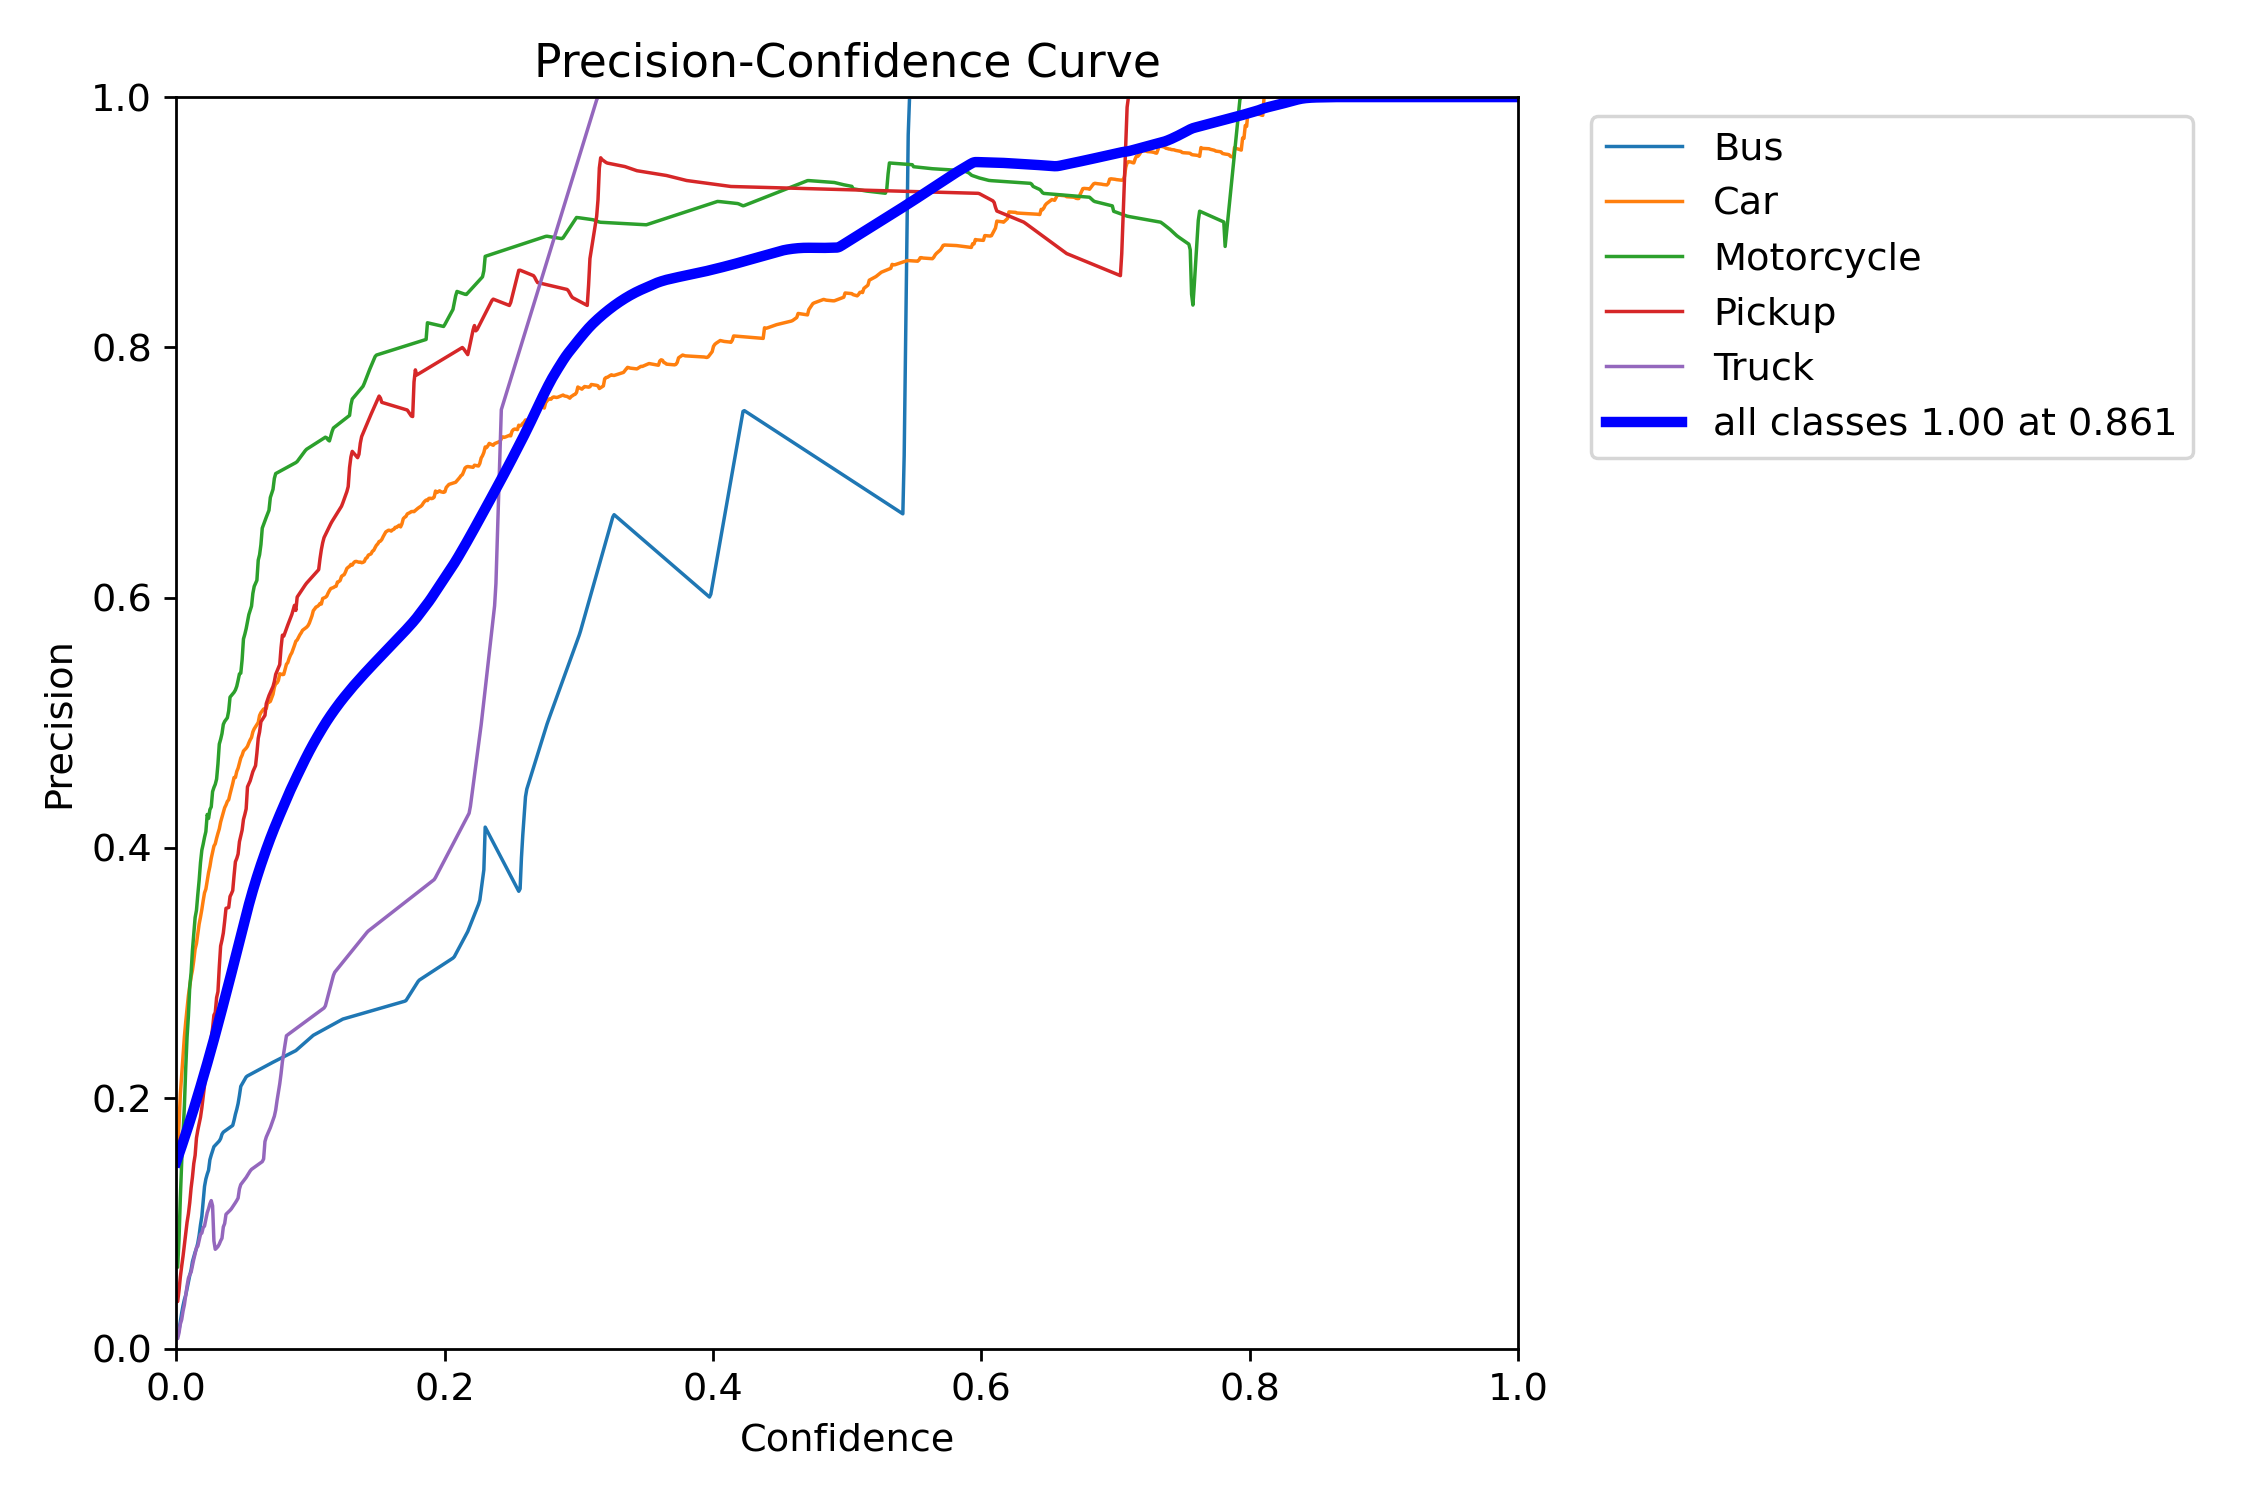 Precision-Confidence Curve
1.0
0.8
0.6
0.4
0.2
0.0
Precision
0.0 0.2 0.4 0.6 0.8 1.0
Confidence
Bus
Car
Motorcycle
Pickup
Truck
all classes 1.00 at 0.861